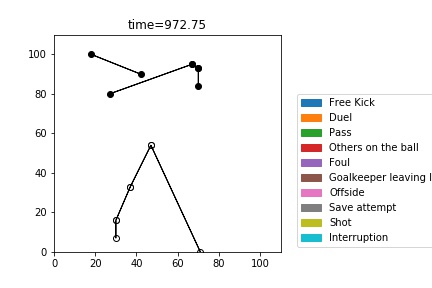 time=972.75
100
80
60
40
20
0
0 20 40 60 80 100
Free Kick
Duel
Pass
Others on the ball
Foul
Goalkeeper leaving l
Offside
Save attempt
Shot
Interruption